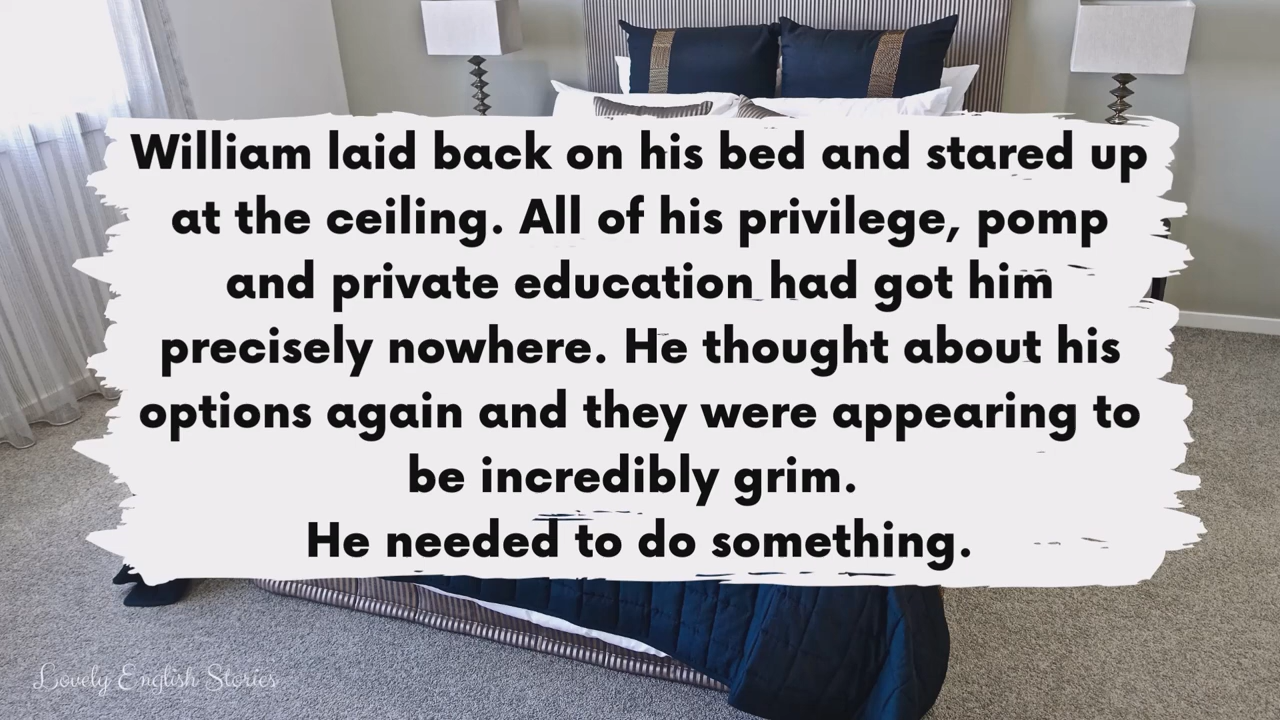 William laid back on his bed and stared up
at the ceiling. All of his privilege, pomp
and private education had got him
precisely nowhere. He thought about his
options again and they were appearing to
be incredibly grim.
He needed to do something.
Lovely English Stories